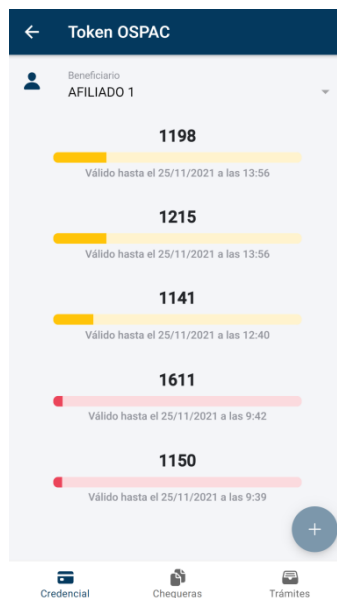 Token OSPAC
Beneficiario
AFILIADO 1
1198
Válido hasta el 25/11/2021 a las 13:56
1215
Válido hasta el 25/11/2021 a las 13:56
1141
Válido hasta el 25/11/2021 a las 12:40
1611
Válido hasta el 25/11/2021 a las 9:42
1150
Válido hasta el 25/11/2021 a las 9:39
Credencial Chequeras Trámites